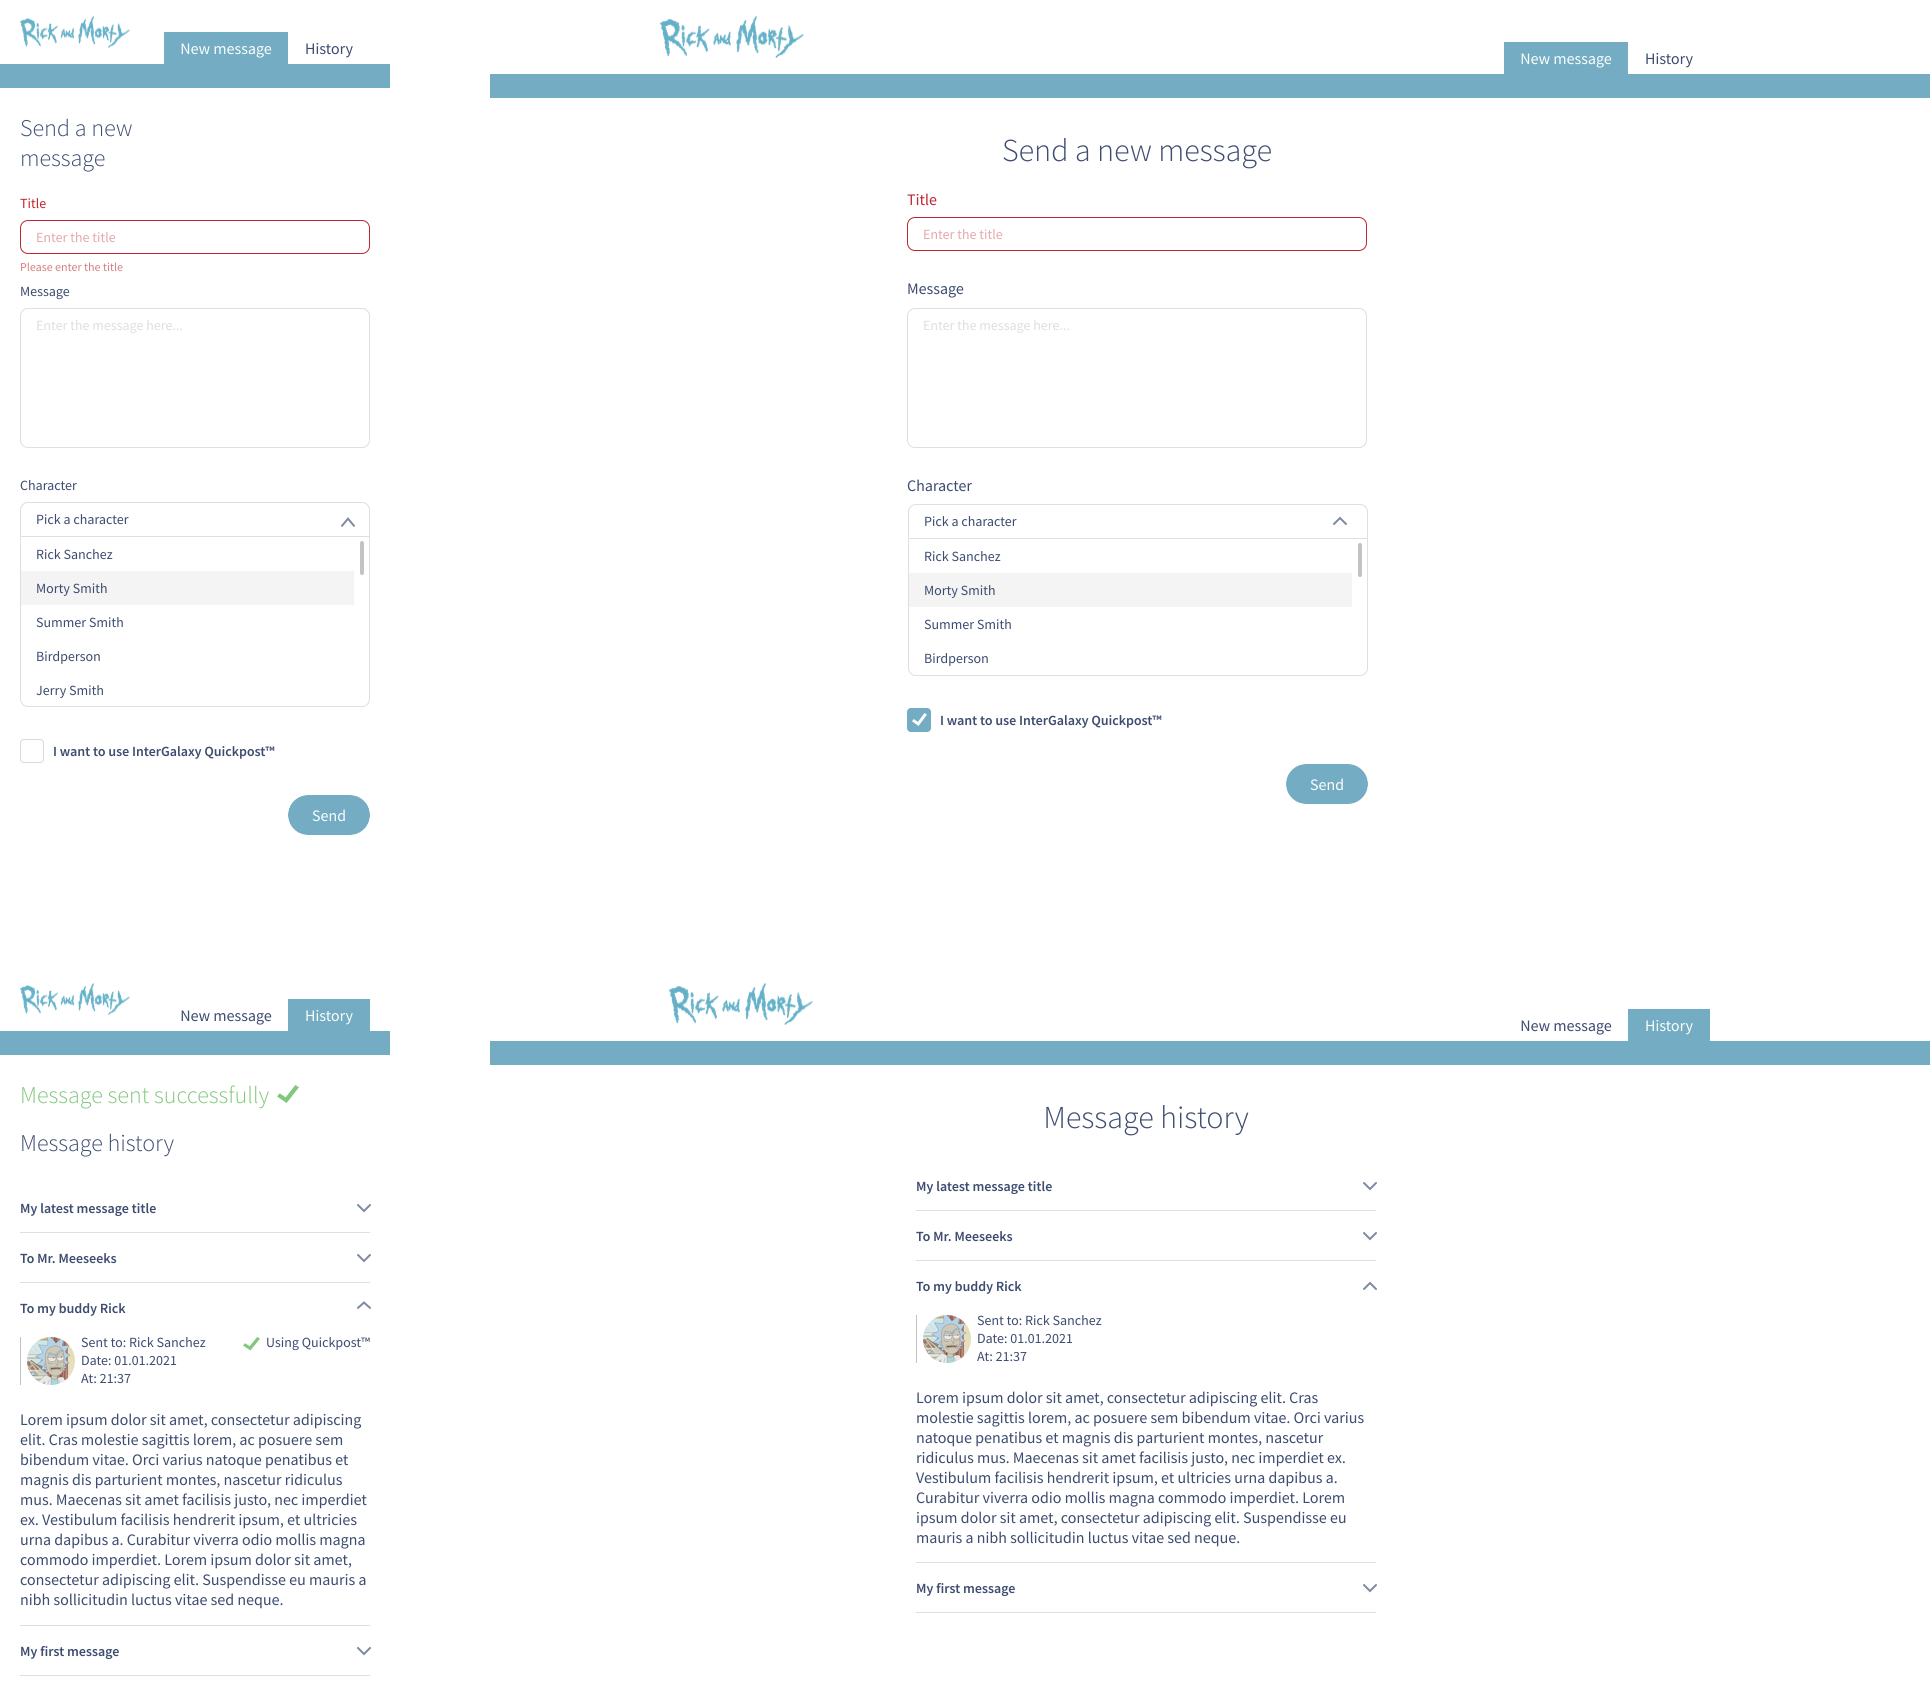 Rick and Morty
New message
History
Send a new
message
Title
Enter the title
Please enter the title
Message
Enter the message here...
Character
Pick a character
Rick Sanchez
Morty Smith
Summer Smith
Birdperson
Jerry Smith
I want to use InterGalaxy Quickpost™
Send
Rick and Morty
New message
History
Send a new message
Title
Enter the title
Message
Enter the message here...
Character
Pick a character
Rick Sanchez
Morty Smith
Summer Smith
Birdperson
I want to use InterGalaxy Quickpost™
Send
Rick and Morty
New message
History
Message sent successfully
Message history
My latest message title
To Mr. Meeseeks
To my buddy Rick
Sent to: Rick Sanchez
Using Quickpost™
Date: 01.01.2021
At: 21:37
Lorem ipsum dolor sit amet, consectetur adipiscing
elit. Cras molestie sagittis lorem, ac posuere sem
bibendum vitae. Orci varius natoque penatibus et
magnis dis parturient montes, nascetur ridiculus
mus. Maecenas sit amet facilisis justo, nec imperdiet
ex. Vestibulum facilisis hendrerit ipsum, et ultricies
urna dapibus a. Curabitur viverra odio mollis magna
commodo imperdiet. Lorem ipsum dolor sit amet,
consectetur adipiscing elit. Suspendisse eu mauris a
nibh sollicitudin luctus vitae sed neque.
My first message
Rick and Morty
New message
History
Message history
My latest message title
To Mr. Meeseeks
To my buddy Rick
Sent to: Rick Sanchez
Date: 01.01.2021
At: 21:37
Lorem ipsum dolor sit amet, consectetur adipiscing elit. Cras
molestie sagittis lorem, ac posuere sem bibendum vitae. Orci varius
natoque penatibus et magnis dis parturient montes, nascetur
ridiculus mus. Maecenas sit amet facilisis justo, nec imperdiet ex.
Vestibulum facilisis hendrerit ipsum, et ultricies urna dapibus a.
Curabitur viverra odio mollis magna commodo imperdiet. Lorem
ipsum dolor sit amet, consectetur adipiscing elit. Suspendisse eu
mauris a nibh sollicitudin luctus vitae sed neque.
My first message